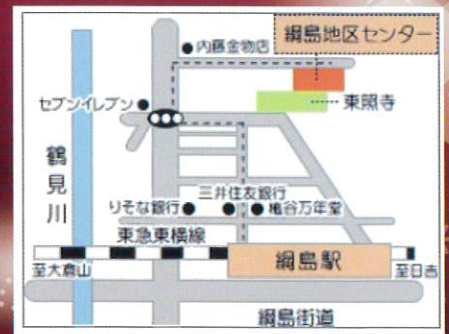 内藤金物店
綱島地区センター
セブンイレブン
東照寺
鶴見川
三井住友銀行
りそな銀行
亀谷万年堂
東急東横線
綱島駅
至大倉山
至日吉
綱島街道